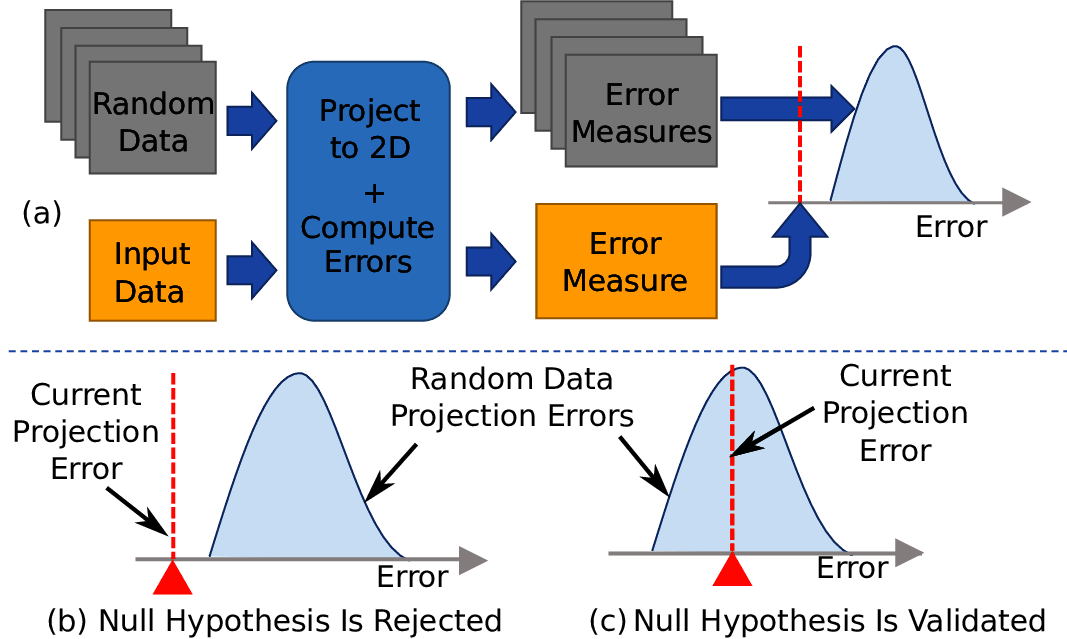 Random
Data
Project
to 2D
+
Compute
Errors
Error
Measures
(a)
Input
Data
Error
Measure
Error
Current
Projection
Error
Random Data
Projection Errors
Current
Projection
Error
Error
Error
(b) Null Hypothesis Is Rejected
(c) Null Hypothesis Is Validated